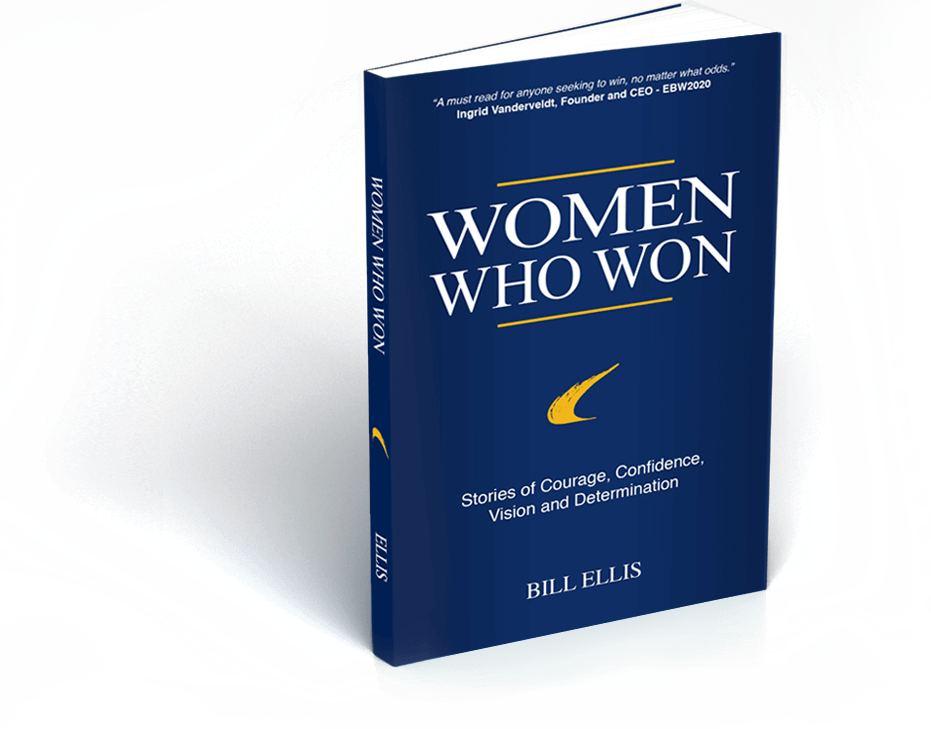 "A must read for anyone seeking to win, no matter what odds."
Ingrid Vanderveldt, Founder and CEO - EBW2020
WOMEN
WHO WON
Stories of Courage, Confidence,
Vision and Determination
BILL ELLIS
WOMEN WHO WON
ELLIS